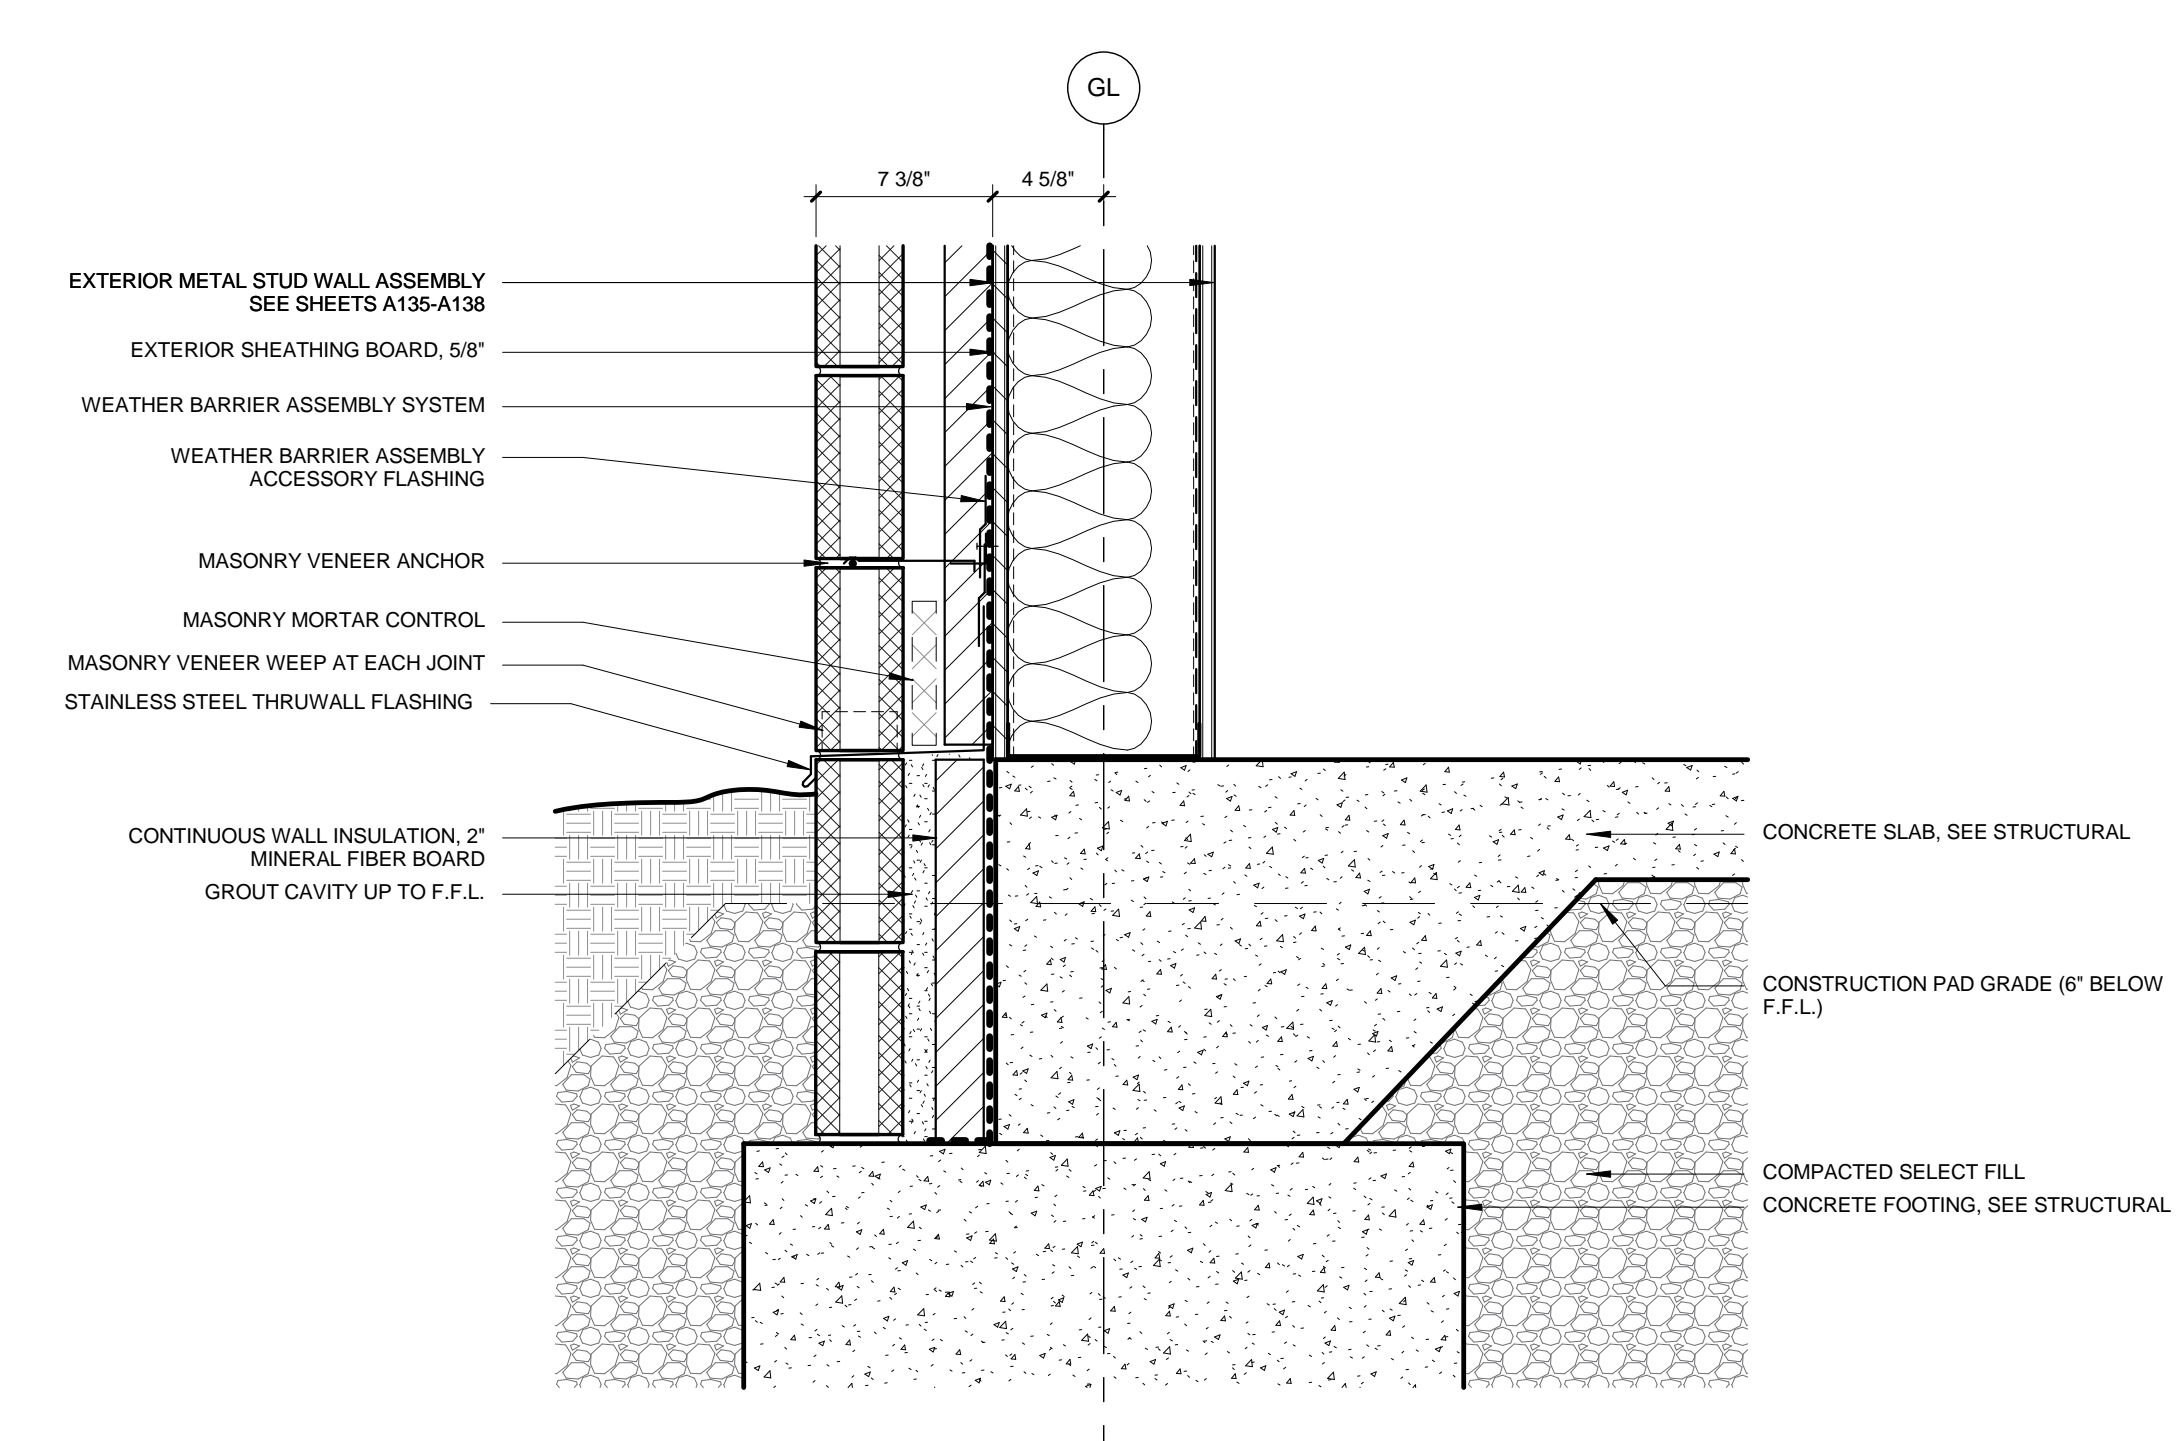 GL
7 3/8"
4 5/8"
EXTERIOR METAL STUD WALL ASSEMBLY
SEE SHEETS A135-A138
EXTERIOR SHEATHING BOARD, 5/8"
WEATHER BARRIER ASSEMBLY SYSTEM
WEATHER BARRIER ASSEMBLY
ACCESSORY FLASHING
MASONRY VENEER ANCHOR
MASONRY MORTAR CONTROL
MASONRY VENEER WEEP AT EACH JOINT
STAINLESS STEEL THRUWALL FLASHING
CONTINUOUS WALL INSULATION, 2"
MINERAL FIBER BOARD
GROUT CAVITY UP TO F.F.L.
CONCRETE SLAB, SEE STRUCTURAL
CONSTRUCTION PAD GRADE (6" BELOW
F.F.L.)
COMPACTED SELECT FILL
CONCRETE FOOTING, SEE STRUCTURAL